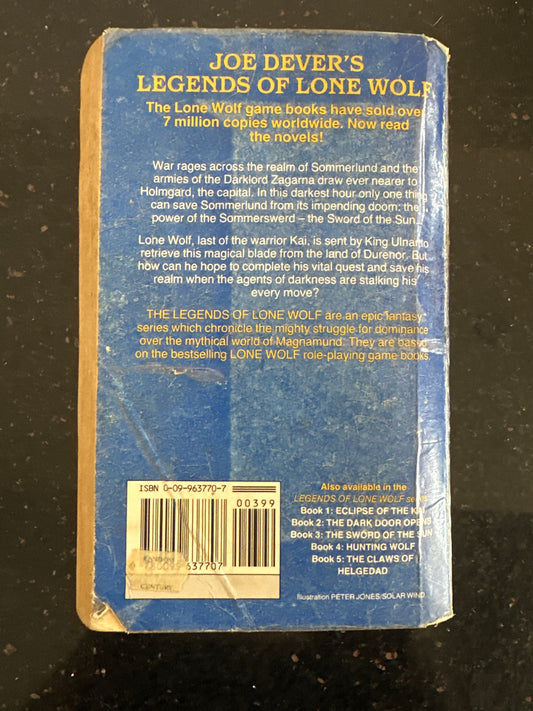 JOE DEVER'S
LEGENDS OF LONE WOLF
The Lone Wolf game books have sold over
7 million copies worldwide. Now read
the novels!
War rages across the realm of Sommerlund and the
armies of the Darklord Zagarna draw ever nearer to
Holmgard, the capital. In this darkest hour only one thing
can save Sommerlund from its impending doom: the
power of the Sommerswerd – the Sword of the Sun.
Lone Wolf, last of the warrior Kai, is sent by King Ulnar to
retrieve this magical blade from the land of Durenor. But
how can he hope to complete his vital quest and save his
realm when the agents of darkness are stalking his
every move?
THE LEGENDS OF LONE WOLF are an epic fantasy
series which chronicle the mighty struggle for dominance
over the mythical world of Magnamund. They are based
on the bestselling LONE WOLF role-playing game books.
ISBN 0-09-963770-7
00399
637707
CENTURY
Also available in the
LEGENDS OF LONE WOLF
Book 1: ECLIPSE OF THE KAI
Book 2: THE DARK DOOR OPENS
Book 3: THE SWORD OF THE SUN
Book 4: HUNTING WOLF
Book 5: THE CLAWS OF
HELGEDAD
Illustration PETER JONES/SOLAR WIND